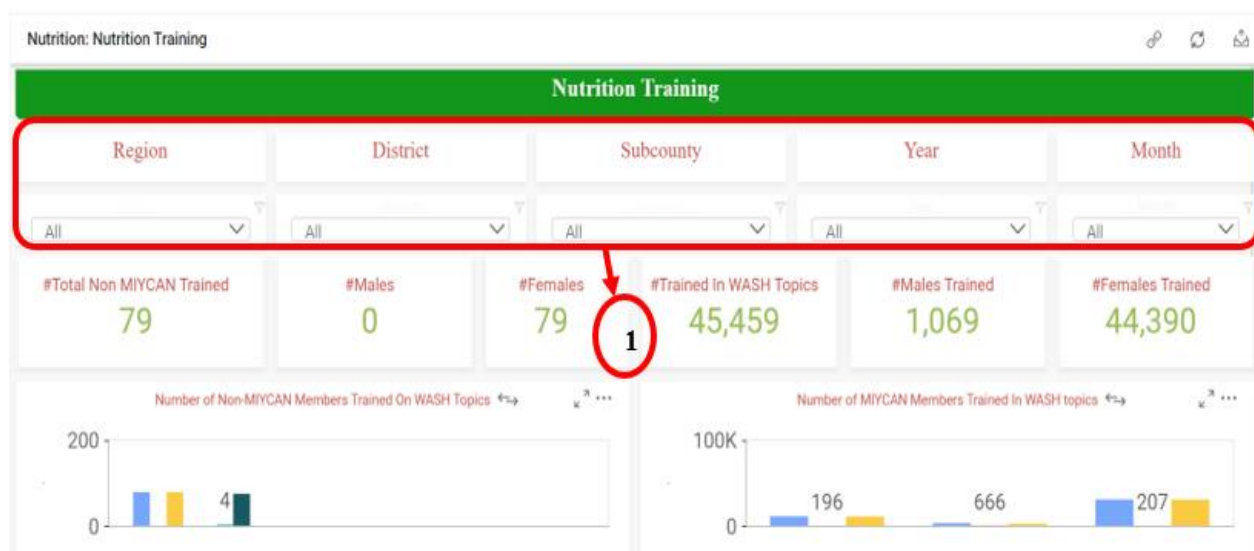 Nutrition: Nutrition Training
Nutrition Training
Region District Subcounty Year Month
All All All All All
#Total Non MIYCAN Trained #Males #Females #Trained In WASH Topics #Males Trained #Females Trained
79 0 79 45,459 1,069 44,390
1
Number of Non-MIYCAN Members Trained On WASH Topics
200
4
0
Number of MIYCAN Members Trained In WASH topics
100K
196 666 207
0